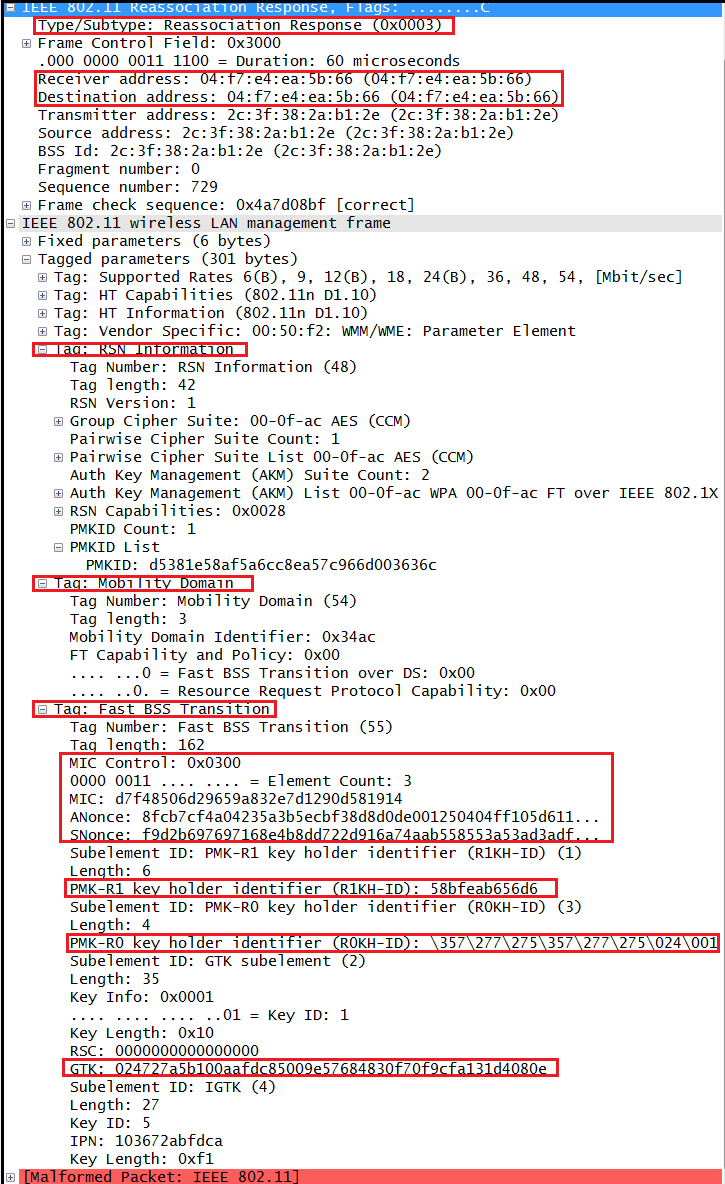 IEEE 802.11 Reassociation Response, Flags: ........C
Type/Subtype: Reassociation Response (0x0003)
Frame Control Field: 0x3000
.000 0000 0011 1100 = Duration: 60 microseconds
Receiver address: 04:f7:e4:ea:5b:66 (04:f7:e4:ea:5b:66)
Destination address: 04:f7:e4:ea:5b:66 (04:f7:e4:ea:5b:66)
Transmitter address: 2c:3f:38:2a:b1:2e (2c:3f:38:2a:b1:2e)
Source address: 2c:3f:38:2a:b1:2e (2c:3f:38:2a:b1:2e)
BSS Id: 2c:3f:38:2a:b1:2e (2c:3f:38:2a:b1:2e)
Fragment number: 0
Sequence number: 729
Frame check sequence: 0x4a7d08bf [correct]
IEEE 802.11 wireless LAN management frame
Fixed parameters (6 bytes)
Tagged parameters (301 bytes)
Tag: Supported Rates 6(B), 9, 12(B), 18, 24(B), 36, 48, 54, [Mbit/sec]
Tag: HT Capabilities (802.11n D1.10)
Tag: HT Information (802.11n D1.10)
Tag: Vendor Specific: 00:50:f2: WMM/WME: Parameter Element
Tag: RSN Information
Tag Number: RSN Information (48)
Tag length: 42
RSN Version: 1
Group Cipher Suite: 00-0f-ac AES (CCM)
Pairwise Cipher Suite Count: 1
Pairwise Cipher Suite List 00-0f-ac AES (CCM)
Auth Key Management (AKM) Suite Count: 2
Auth Key Management (AKM) List 00-0f-ac WPA 00-0f-ac FT over IEEE 802.1X
RSN Capabilities: 0x0028
PMKID Count: 1
PMKID List
PMKID: d5381e58af5a6cc8ea57c966d003636c
Tag: Mobility Domain
Tag Number: Mobility Domain (54)
Tag length: 3
Mobility Domain Identifier: 0x34ac
FT Capability and Policy: 0x00
.... ...0 = Fast BSS Transition over DS: 0x00
.... ..0. = Resource Request Protocol Capability: 0x00
Tag: Fast BSS Transition
Tag Number: Fast BSS Transition (55)
Tag length: 162
MIC Control: 0x0300
0000 0011 .... .... = Element Count: 3
MIC: d7f48506d29659a832e7d1290d581914
ANonce: 8fcb7cf4a04235a3b5ecbf38d8d0de001250404ff105d611...
SNonce: f9d2b697697168e4b8dd722d916a74aab558553a53ad3adf...
Subelement ID: PMK-R1 key holder identifier (R1KH-ID) (1)
Length: 6
PMK-R1 key holder identifier (R1KH-ID): 58bfeab656d6
Subelement ID: PMK-R0 key holder identifier (R0KH-ID) (3)
Length: 4
PMK-R0 key holder identifier (R0KH-ID): \357\277\275\357\277\275\024\001
Subelement ID: GTK subelement (2)
Length: 35
Key Info: 0x0001
.... .... .... ..01 = Key ID: 1
Key Length: 0x10
RSC: 0000000000000000
GTK: 024727a5b100aafdc85009e57684830f70f9cfa131d4080e
Subelement ID: IGTK (4)
Length: 27
Key ID: 5
IPN: 103672abfdca
Key Length: 0xf1
[Malformed Packet: IEEE 802.11]